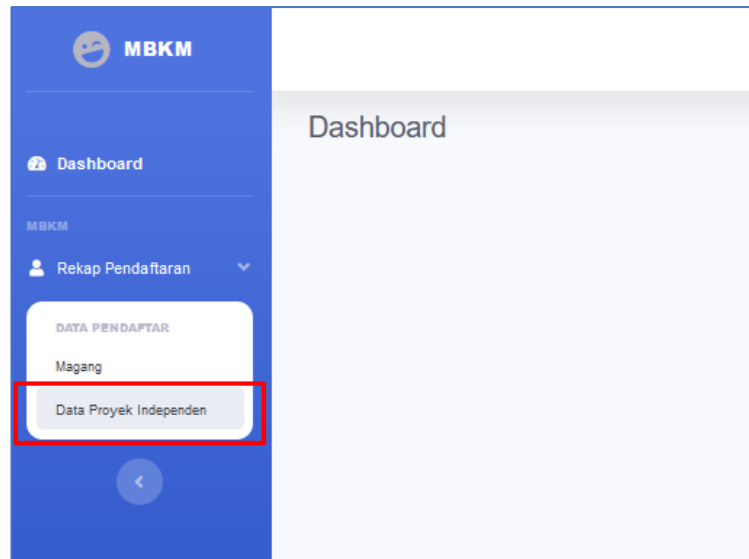 MBKM
Dashboard
Dashboard
MBKM
Rekap Pendaftaran
DATA PENDAFTAR
Magang
Data Proyek Independen